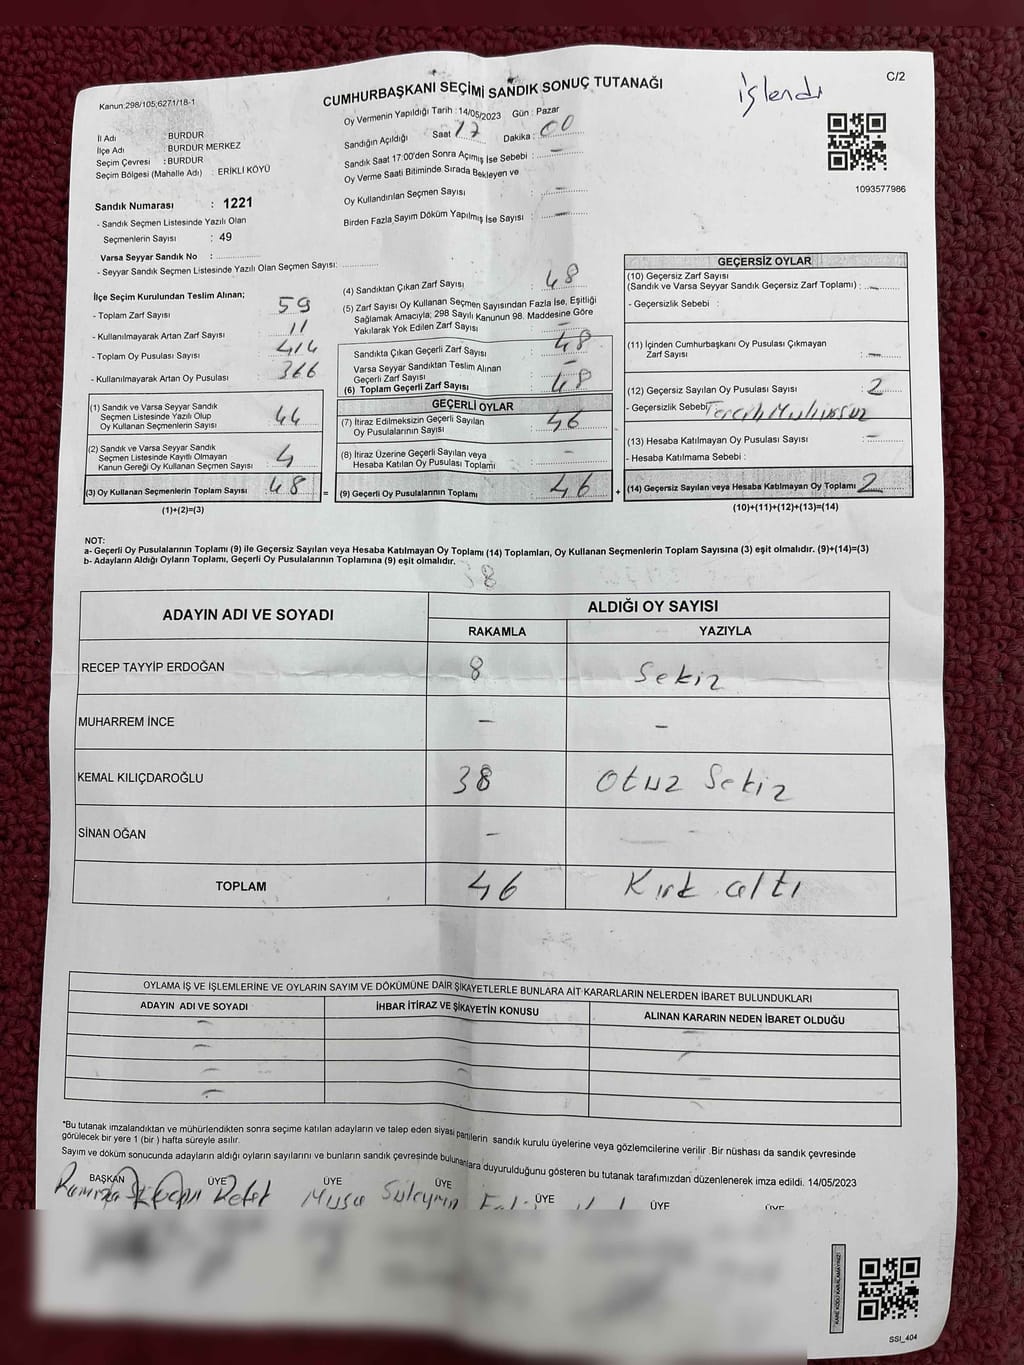 Kanun:298/105;6271/18-1
CUMHURBAŞKANI SEÇİMİ SANDIK SONUÇ TUTANAĞI
işlendi
C/2
İl Adı : BURDUR
İlçe Adı : BURDUR MERKEZ
Seçim Çevresi : BURDUR
Seçim Bölgesi (Mahalle Adı) : ERİKLİ KÖYÜ
Sandık Numarası : 1221
- Sandık Seçmen Listesinde Yazılı Olan
Seçmenlerin Sayısı : 49
Varsa Seyyar Sandık No :
- Seyyar Sandık Seçmen Listesinde Yazılı Olan Seçmen Sayısı:
Oy Vermenin Yapıldığı Tarih : 14/05/2023 Gün : Pazar
Sandığın Açıldığı Saat 17 Dakika : 00
Sandık Saat 17:00'den Sonra Açımış İse Sebebi : -
Oy Verme Saati Bitiminde Sırada Bekleyen ve
Oy Kullandırılan Seçmen Sayısı : -
Birden Fazla Sayım Döküm Yapılmış İse Sayısı : -
1093577986
İlçe Seçim Kurulundan Teslim Alınan;
- Toplam Zarf Sayısı : 59
- Kullanılmayarak Artan Zarf Sayısı : 11
- Toplam Oy Pusulası Sayısı : 414
- Kullanılmayarak Artan Oy Pusulası : 366
(1) Sandık ve Varsa Seyyar Sandık
Seçmen Listesinde Yazılı Olup
Oy Kullanan Seçmenlerin Sayısı : 44
(2) Sandık ve Varsa Seyyar Sandık
Seçmen Listesinde Kayıtlı Olmayan
Kanun Gereği Oy Kullanan Seçmen Sayısı : 4
(3) Oy Kullanan Seçmenlerin Toplam Sayısı : 48
(1)+(2)=(3)
=
(4) Sandıktan Çıkan Zarf Sayısı : 48
(5) Zarf Sayısı Oy Kullanan Seçmen Sayısından Fazla İse, Eşitliği
Sağlamak Amacıyla; 298 Sayılı Kanunun 98. Maddesine Göre
Yakılarak Yok Edilen Zarf Sayısı : -
Sandıkta Çıkan Geçerli Zarf Sayısı : 48
Varsa Seyyar Sandıktan Teslim Alınan
Geçerli Zarf Sayısı : -
(6) Toplam Geçerli Zarf Sayısı : 48
GEÇERLİ OYLAR
(7) İtiraz Edilmeksizin Geçerli Sayılan
Oy Pusulalarının Sayısı : 46
(8) İtiraz Üzerine Geçerli Sayılan veya
Hesaba Katılan Oy Pusulası Toplamı : -
(9) Geçerli Oy Pusulalarının Toplamı : 46
+
GEÇERSİZ OYLAR
(10) Geçersiz Zarf Sayısı
(Sandık ve Varsa Seyyar Sandık Geçersiz Zarf Toplamı) : -
- Geçersizlik Sebebi :
(11) İçinden Cumhurbaşkanı Oy Pusulası Çıkmayan
Zarf Sayısı : -
(12) Geçersiz Sayılan Oy Pusulası Sayısı : 2
- Geçersizlik Sebebi
(13) Hesaba Katılmayan Oy Pusulası Sayısı : -
- Hesaba Katılmama Sebebi :
(14) Geçersiz Sayılan veya Hesaba Katılmayan Oy Toplamı 2
(10)+(11)+(12)+(13)=(14)
NOT:
a- Geçerli Oy Pusulalarının Toplamı (9) ile Geçersiz Sayılan veya Hesaba Katılmayan Oy Toplamı (14) Toplamları, Oy Kullanan Seçmenlerin Toplam Sayısına (3) eşit olmalıdır. (9)+(14)=(3)
b- Adayların Aldığı Oyların Toplamı, Geçerli Oy Pusulalarının Toplamına (9) eşit olmalıdır.
ADAYIN ADI VE SOYADI ALDIĞI OY SAYISI
RAKAMLA YAZIYLA
RECEP TAYYİP ERDOĞAN 8 Sekiz
MUHARREM İNCE - -
KEMAL KILIÇDAROĞLU 38 Otuz Sekiz
SİNAN OĞAN - -
TOPLAM 46 Kırk altı
OYLAMA İŞ VE İŞLEMLERİNE VE OYLARIN SAYIM VE DÖKÜMÜNE DAİR ŞİKAYETLERLE BUNLARA AİT KARARLARIN NELERDEN İBARET BULUNDUKLARI
ADAYIN ADI VE SOYADI İHBAR İTİRAZ VE ŞİKAYETİN KONUSU ALINAN KARARIN NEDEN İBARET OLDUĞU
*Bu tutanak imzalandıktan ve mühürlendikten sonra seçime katılan adayların ve talep eden siyasi partilerin sandık kurulu üyelerine veya gözlemcilerine verilir .Bir nüshası da sandık çevresinde
görülecek bir yere 1 (bir ) hafta süreyle asılır.
Sayım ve döküm sonucunda adayların aldığı oyların sayılarını ve bunların sandık çevresinde bulunanlara duyurulduğunu gösteren bu tutanak tarafımızdan düzenlenerek imza edildi. 14/05/2023
BAŞKAN ÜYE ÜYE ÜYE ÜYE ÜYE ÜYE
Musa Süleyman
SSI_404